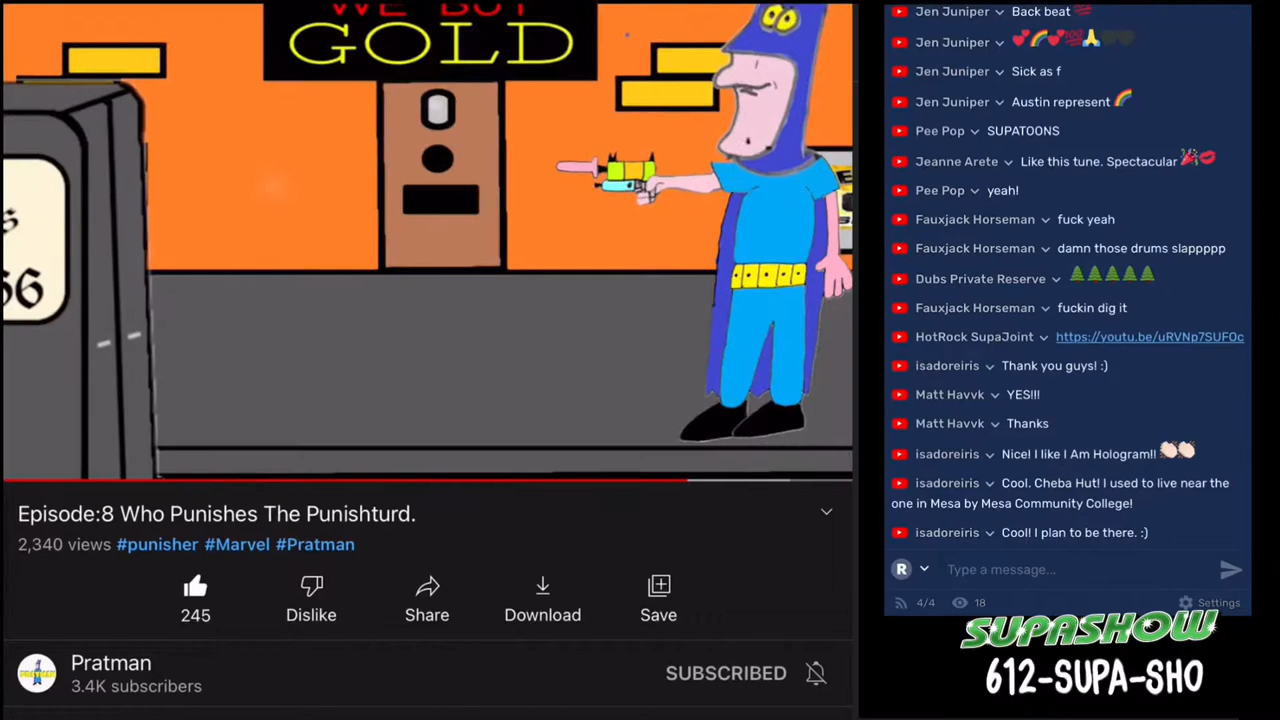 WE BUY
GOLD
66
Episode:8 Who Punishes The Punishturd.
2,340 views #punisher #Marvel #Pratman
245
Dislike
Share
Download
Save
PRATMAN
Pratman
3.4K subscribers
SUBSCRIBED
Jen Juniper Back beat 💯
Jen Juniper 💕🌈💕💯🙏🖤🖤
Jen Juniper Sick as f
Jen Juniper Austin represent 🌈
Pee Pop SUPATOONS
Jeanne Arete Like this tune. Spectacular 🎉💋
Pee Pop yeah!
Fauxjack Horseman fuck yeah
Fauxjack Horseman damn those drums slappppp
Dubs Private Reserve 🌲🌲🌲🌲🌲
Fauxjack Horseman fuckin dig it
HotRock SupaJoint https://youtu.be/uRVNp7SUFOc
isadoreiris Thank you guys! :)
Matt Havvk YES!!!
Matt Havvk Thanks
isadoreiris Nice! I like I Am Hologram!! 👏🏻👏🏻
isadoreiris Cool. Cheba Hut! I used to live near the
one in Mesa by Mesa Community College!
isadoreiris Cool! I plan to be there. :)
R Type a message...
4/4 18 Settings
SUPASHOW
612-SUPA-SHO